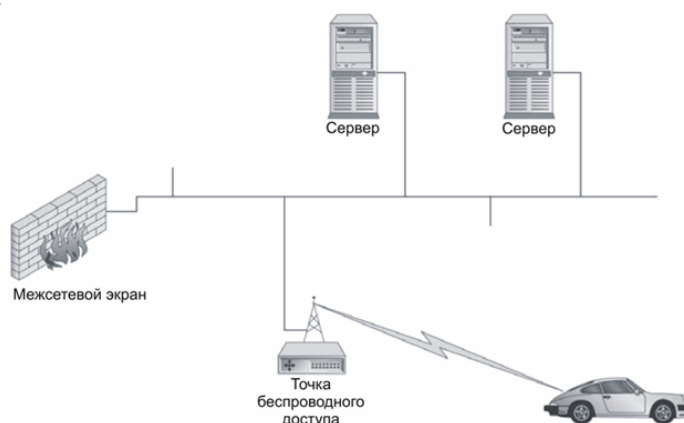 Сервер
Сервер
Межсетевой экран
Точка
беспроводного
доступа